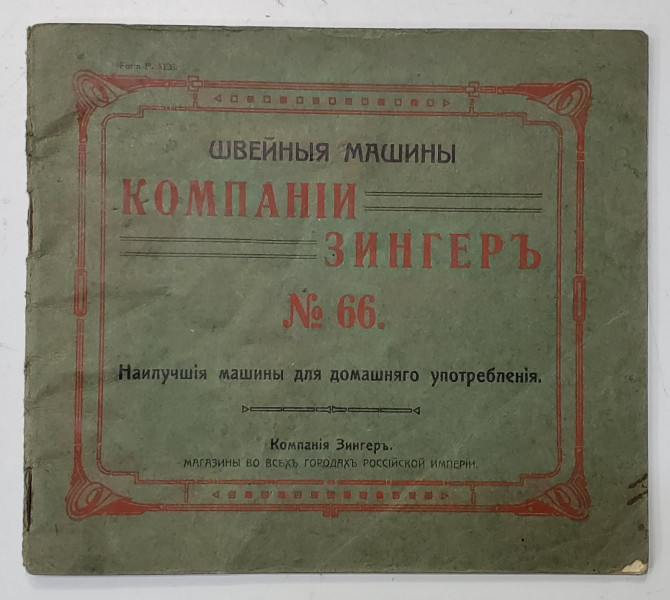 ШВЕЙНЫЯ МАШИНЫ
КОМПАНІИ
ЗИНГЕРЪ
№ 66.
Наилучшія машины для домашняго употребленія.
Компанія Зингеръ.
МАГАЗИНЫ ВО ВСѢХЪ ГОРОДАХЪ РОССІЙСКОЙ ИМПЕРІИ.